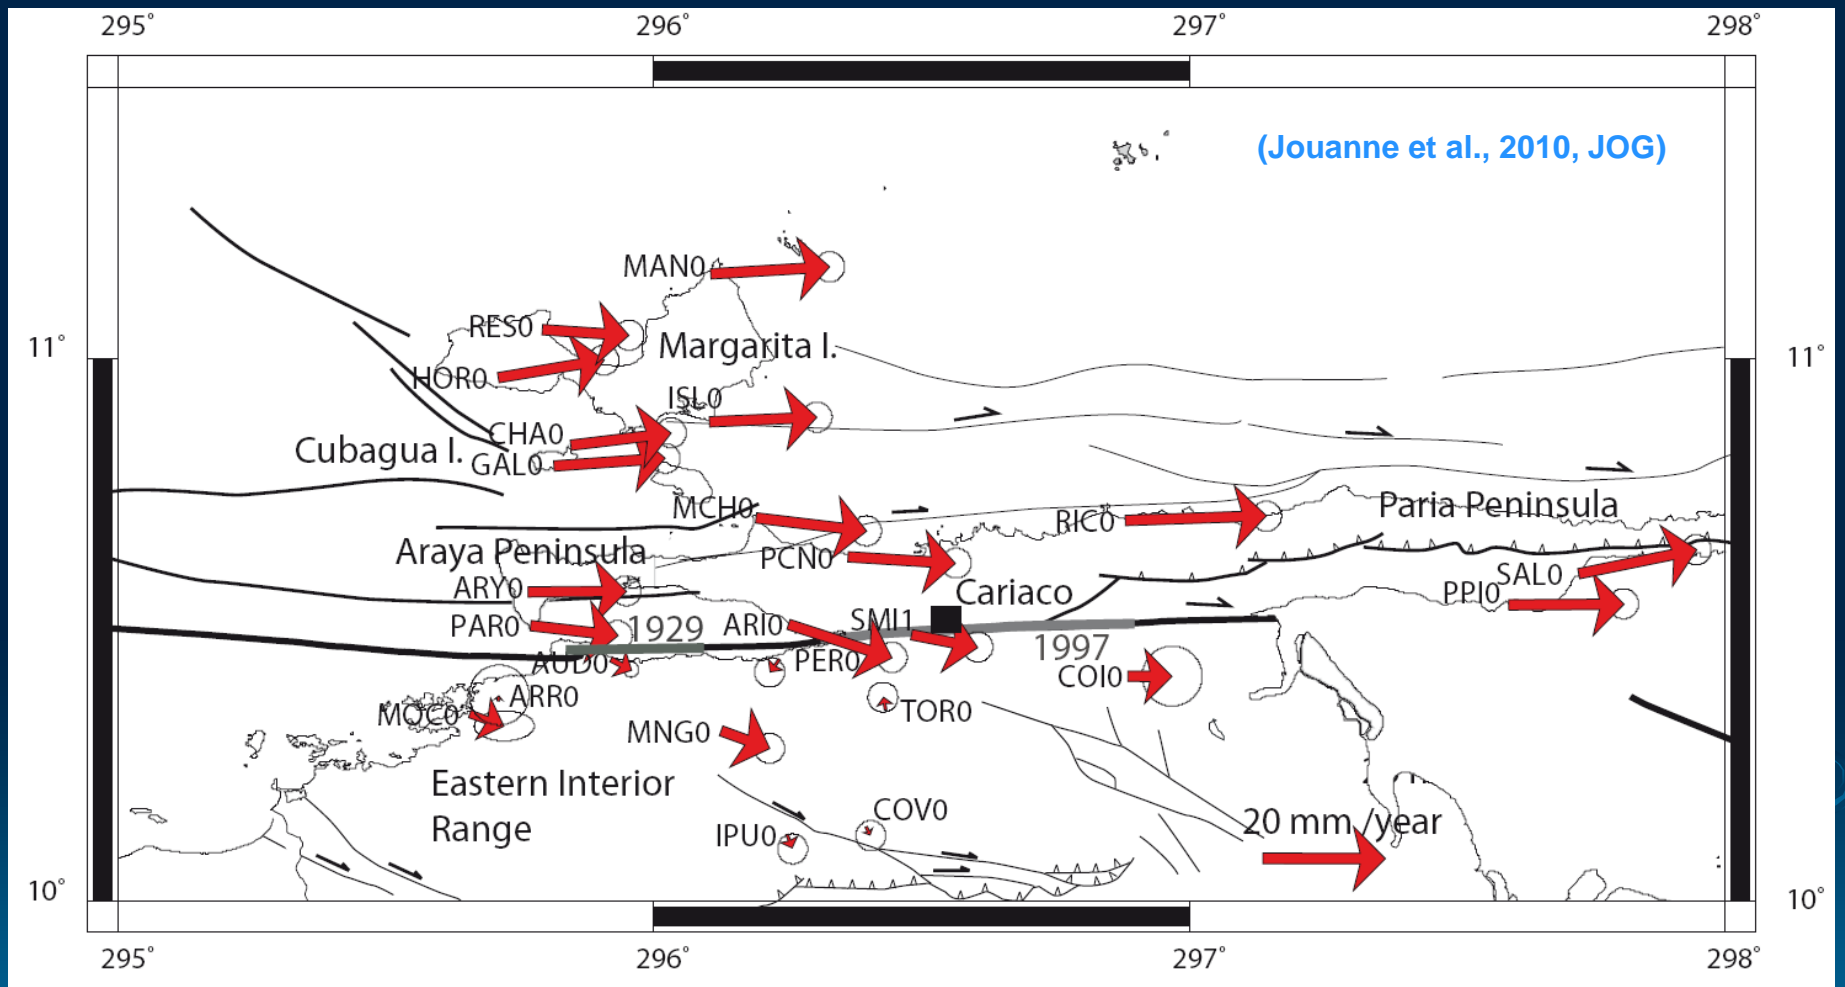 295° 296° 297° 298°
(Jouanne et al., 2010, JOG)
MAN0
RES0
Margarita I.
11° 11°
HOR0
ISL0
CHA0
Cubagua I. GAL0
MCH0
RIC0
Paria Peninsula
Araya Peninsula
PCN0
SAL0
ARY0
Cariaco
PPI0
PAR0
1929
ARI0
SMI1
1997
AUD0
PER0
COI0
ARR0
MOC0
TOR0
MNG0
Eastern Interior
Range
COV0
IPU0
20 mm /year
10° 10°
295° 296° 297° 298°